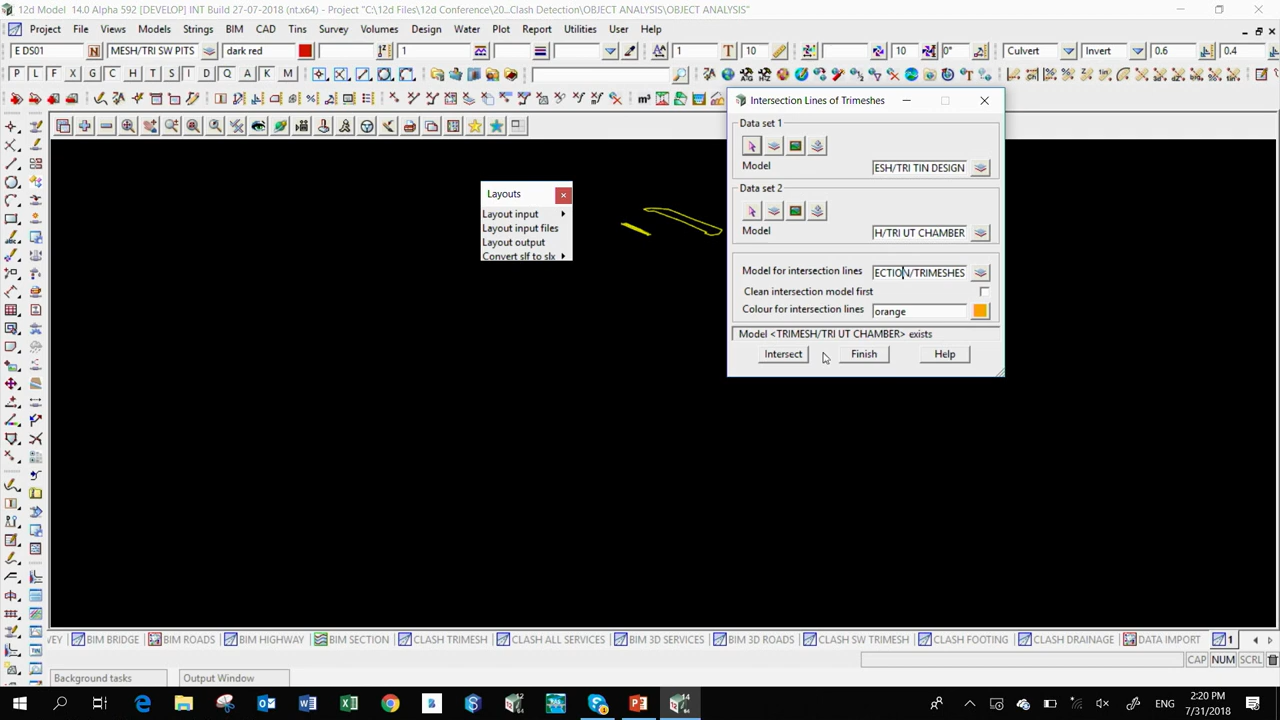 12d Model 14.0 Alpha 592 [DEVELOP] INT Build 27-07-2018 (nt.x64) - Project "C:\12d Files\12d Conference\20...Clash Detection\OBJECT ANALYSIS\OBJECT ANALYSIS"
Project File Views Models Strings BIM CAD Tins Survey Volumes Design Water Plot Report Utilities User Help
E DS01 MESH/TRI SW PITS dark red 1 1 10 10 0° Culvert Invert 0.6
P L F X G C H T S I D Q A K M
m³
Intersection Lines of Trimeshes
Data set 1
Model ESH/TRI TIN DESIGN
Data set 2
Model H/TRI UT CHAMBER
Model for intersection lines ECTION/TRIMESHES
Clean intersection model first
Colour for intersection lines orange
Model <TRIMESH/TRI UT CHAMBER> exists
Intersect Finish Help
Layouts
Layout input
Layout input files
Layout output
Convert slf to slx
VEY BIM BRIDGE BIM ROADS BIM HIGHWAY BIM SECTION CLASH TRIMESH CLASH ALL SERVICES BIM 3D SERVICES BIM 3D ROADS CLASH SW TRIMESH CLASH FOOTING CLASH DRAINAGE DATA IMPORT 1
CAP NUM SCRL
Background tasks Output Window
ENG
2:20 PM
7/31/2018